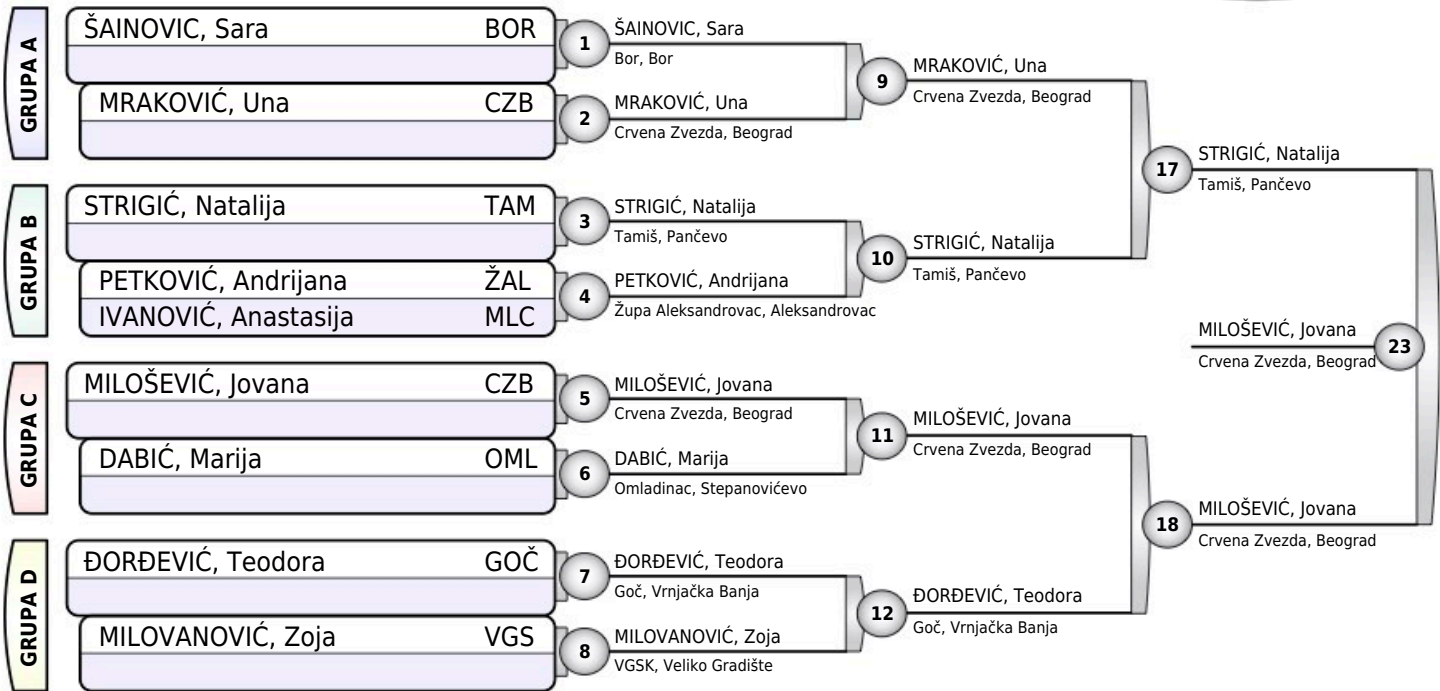 GRUPA A
ŠAINOVIC, Sara BOR
MRAKOVIĆ, Una CZB
GRUPA B
STRIGIĆ, Natalija TAM
PETKOVIĆ, Andrijana ŽAL
IVANOVIĆ, Anastasija MLC
GRUPA C
MILOŠEVIĆ, Jovana CZB
DABIĆ, Marija OML
GRUPA D
ĐORĐEVIĆ, Teodora GOČ
MILOVANOVIĆ, Zoja VGS
1
ŠAINOVIC, Sara
Bor, Bor
2
MRAKOVIĆ, Una
Crvena Zvezda, Beograd
3
STRIGIĆ, Natalija
Tamiš, Pančevo
4
PETKOVIĆ, Andrijana
Župa Aleksandrovac, Aleksandrovac
5
MILOŠEVIĆ, Jovana
Crvena Zvezda, Beograd
6
DABIĆ, Marija
Omladinac, Stepanovićevo
7
ĐORĐEVIĆ, Teodora
Goč, Vrnjačka Banja
8
MILOVANOVIĆ, Zoja
VGSK, Veliko Gradište
9
MRAKOVIĆ, Una
Crvena Zvezda, Beograd
10
STRIGIĆ, Natalija
Tamiš, Pančevo
11
MILOŠEVIĆ, Jovana
Crvena Zvezda, Beograd
12
ĐORĐEVIĆ, Teodora
Goč, Vrnjačka Banja
17
STRIGIĆ, Natalija
Tamiš, Pančevo
18
MILOŠEVIĆ, Jovana
Crvena Zvezda, Beograd
MILOŠEVIĆ, Jovana
Crvena Zvezda, Beograd
23